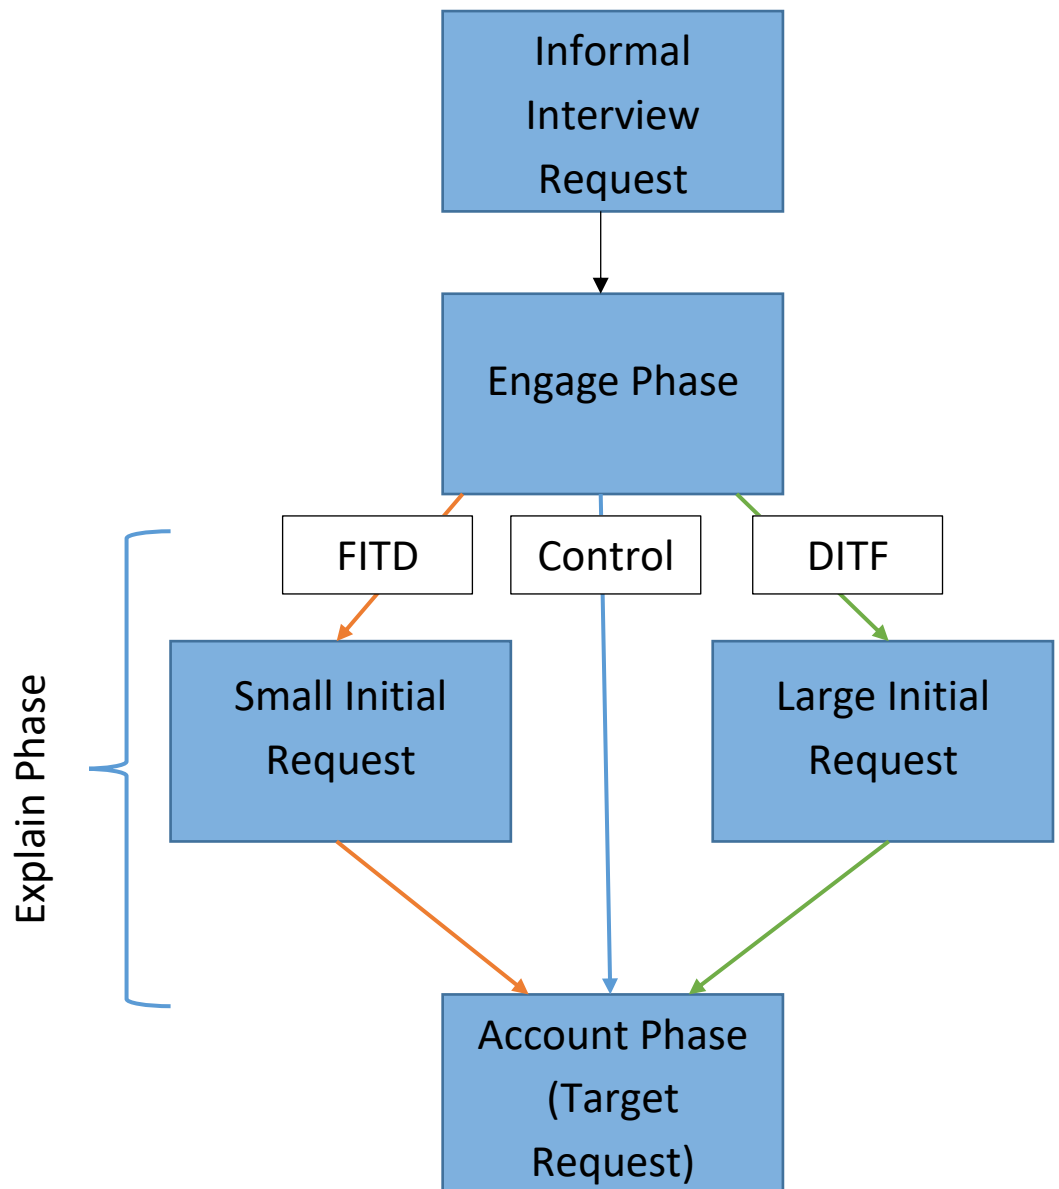 Informal
Interview
Request
Engage Phase
FITD
Control
DITF
Explain Phase
Small Initial
Request
Large Initial
Request
Account Phase
(Target
Request)